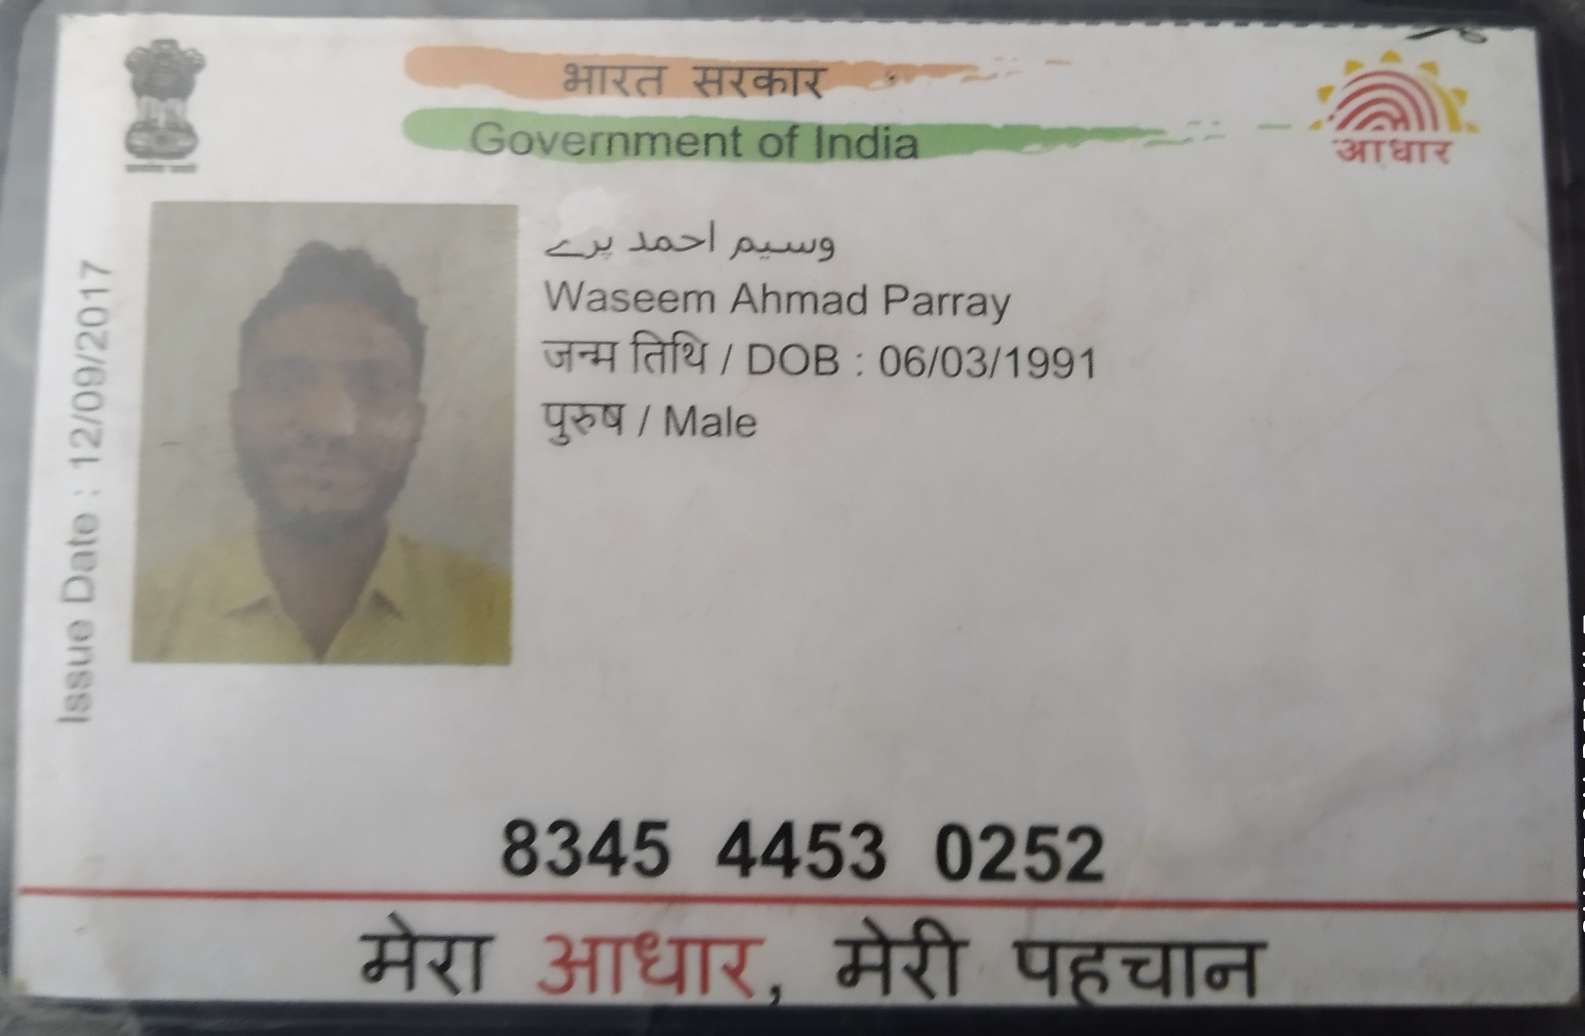 भारत सरकार
Government of India
आधार
وسیم احمد پرے
Waseem Ahmad Parray
जन्म तिथि / DOB : 06/03/1991
पुरुष / Male
Issue Date : 12/09/2017
8345 4453 0252
मेरा आधार, मेरी पहचान